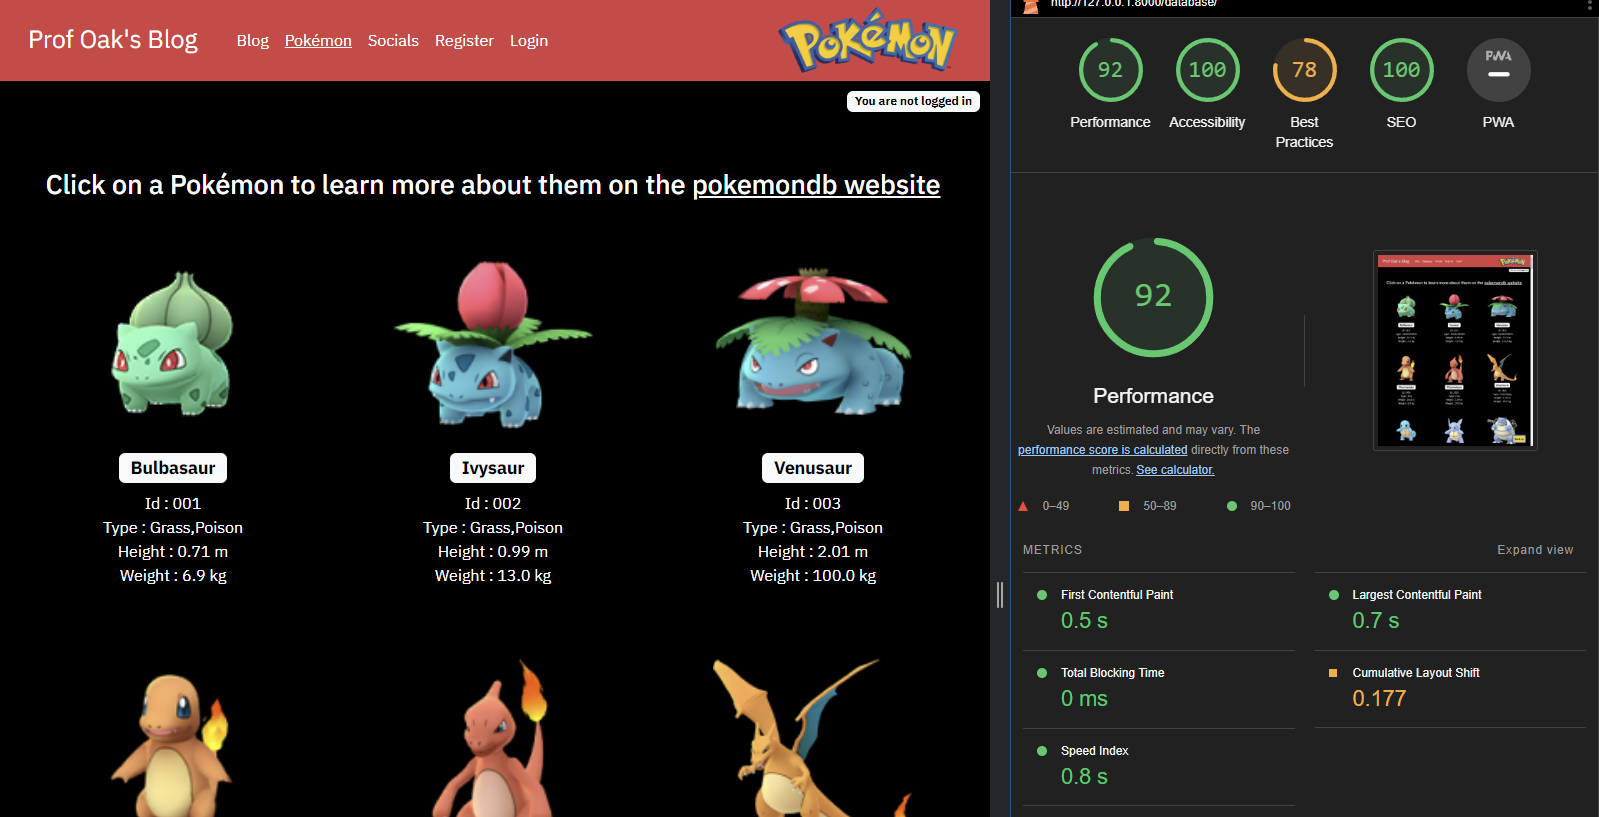 Prof Oak's Blog
Blog Pokémon Socials Register Login
POKéMON
You are not logged in
Click on a Pokémon to learn more about them on the pokemondb website
Bulbasaur
Id : 001
Type : Grass,Poison
Height : 0.71 m
Weight : 6.9 kg
Ivysaur
Id : 002
Type : Grass,Poison
Height : 0.99 m
Weight : 13.0 kg
Venusaur
Id : 003
Type : Grass,Poison
Height : 2.01 m
Weight : 100.0 kg
http://127.0.0.1:8000/database/
92
Performance
100
Accessibility
78
Best
Practices
100
SEO
PWA
PWA
92
Performance
Values are estimated and may vary. The
performance score is calculated directly from these
metrics. See calculator.
0–49
50–89
90–100
METRICS
Expand view
First Contentful Paint
0.5 s
Largest Contentful Paint
0.7 s
Total Blocking Time
0 ms
Cumulative Layout Shift
0.177
Speed Index
0.8 s